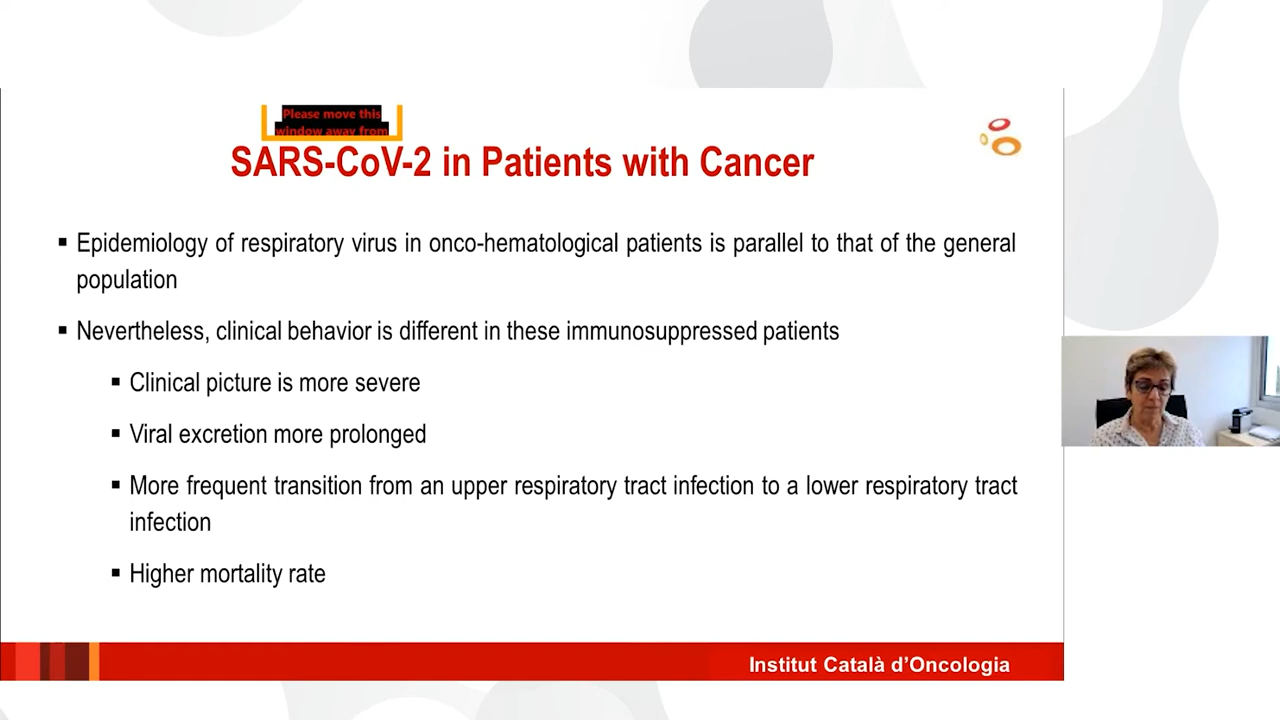 Please move this
window away from
SARS-CoV-2 in Patients with Cancer
▪ Epidemiology of respiratory virus in onco-hematological patients is parallel to that of the general
population
▪ Nevertheless, clinical behavior is different in these immunosuppressed patients
▪ Clinical picture is more severe
▪ Viral excretion more prolonged
▪ More frequent transition from an upper respiratory tract infection to a lower respiratory tract
infection
▪ Higher mortality rate
Institut Català d’Oncologia